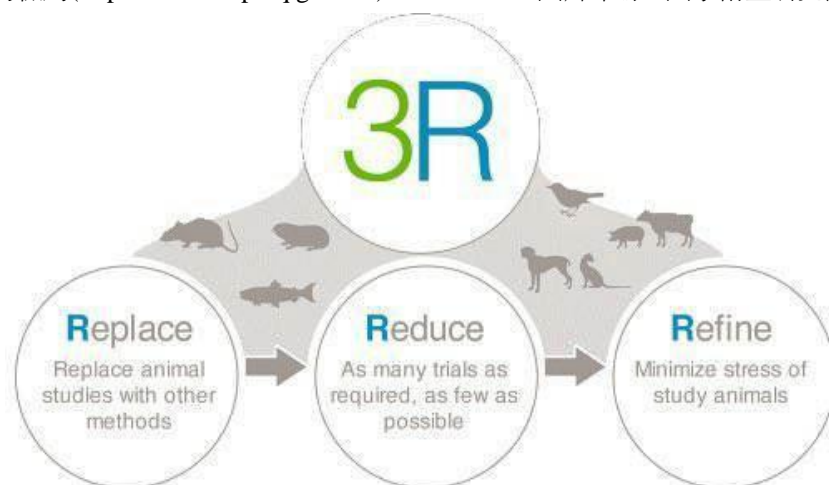 3R
Replace
Replace animal
studies with other
methods
Reduce
As many trials as
required, as few as
possible
Refine
Minimize stress of
study animals